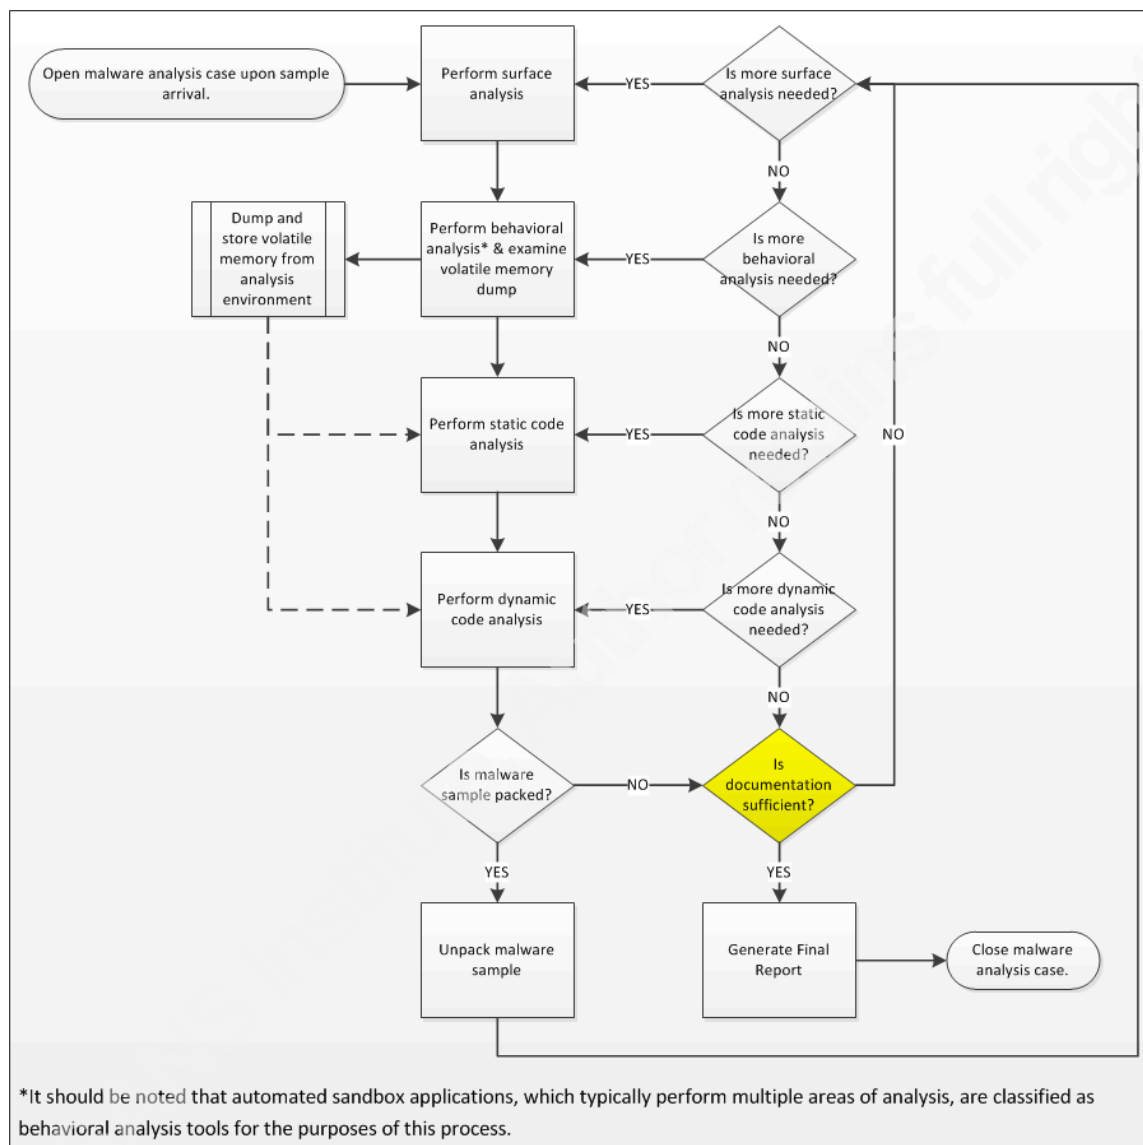 Open malware analysis case upon sample
arrival.
Perform surface
analysis
YES
Is more surface
analysis needed?
NO
Dump and
store volatile
memory from
analysis
environment
Perform behavioral
analysis* & examine
volatile memory
dump
YES
Is more
behavioral
analysis needed?
NO
Perform static code
analysis
YES
Is more static
code analysis
needed?
NO
NO
Perform dynamic
code analysis
YES
Is more dynamic
code analysis
needed?
NO
Is malware
sample packed?
NO
Is
documentation
sufficient?
YES
YES
Unpack malware
sample
Generate Final
Report
Close malware
analysis case.
*It should be noted that automated sandbox applications, which typically perform multiple areas of analysis, are classified as
behavioral analysis tools for the purposes of this process.
full righ
Author